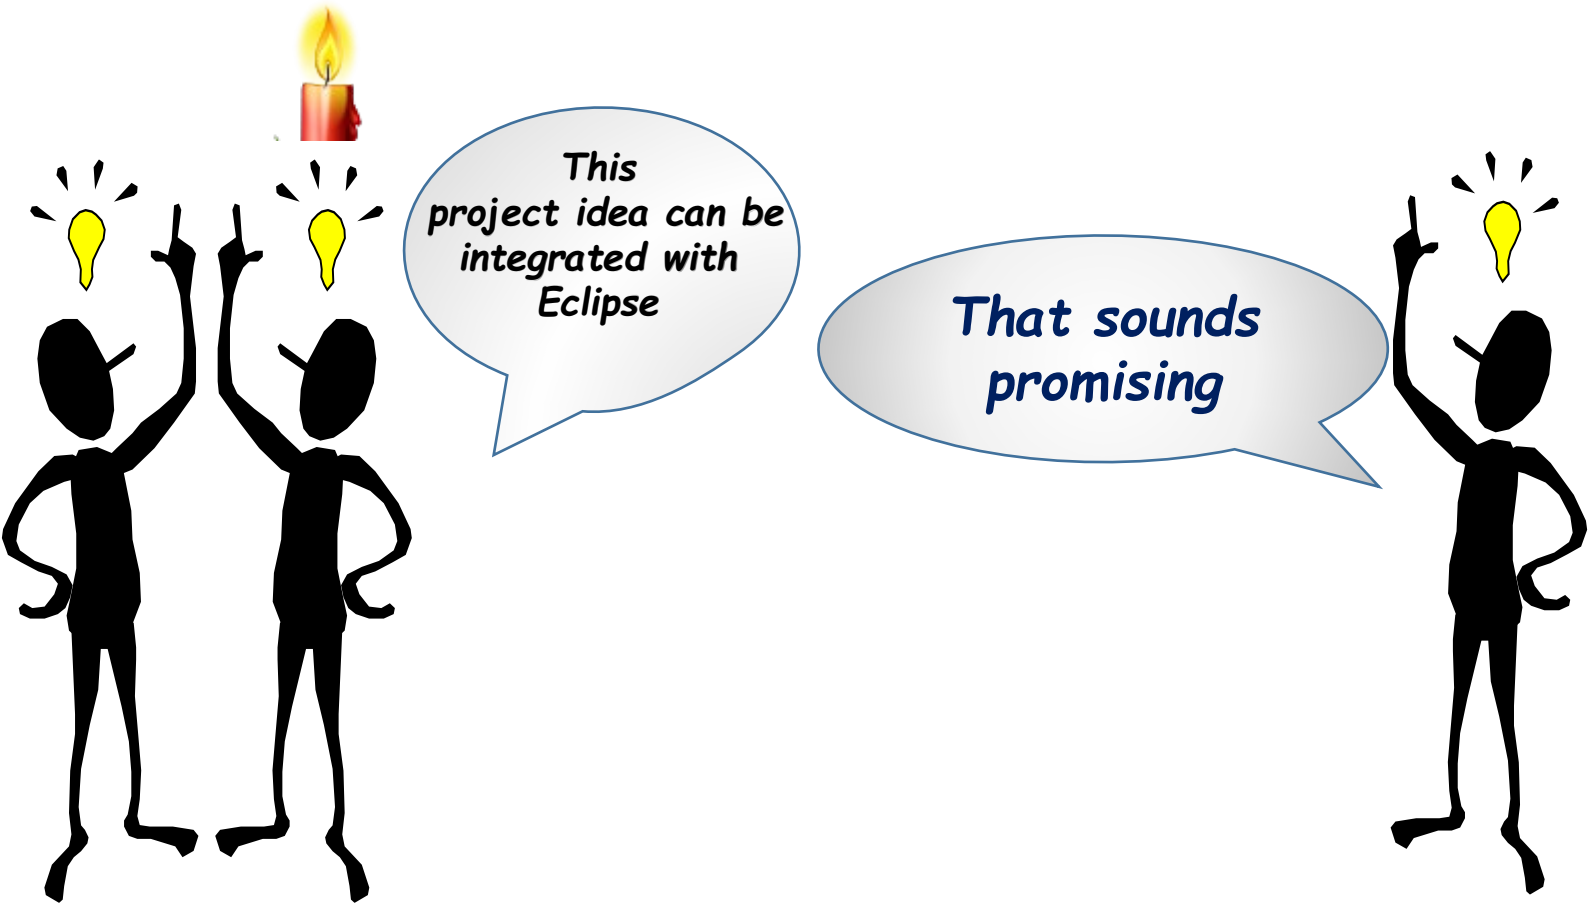 This
project idea can be
integrated with
Eclipse
That sounds
promising